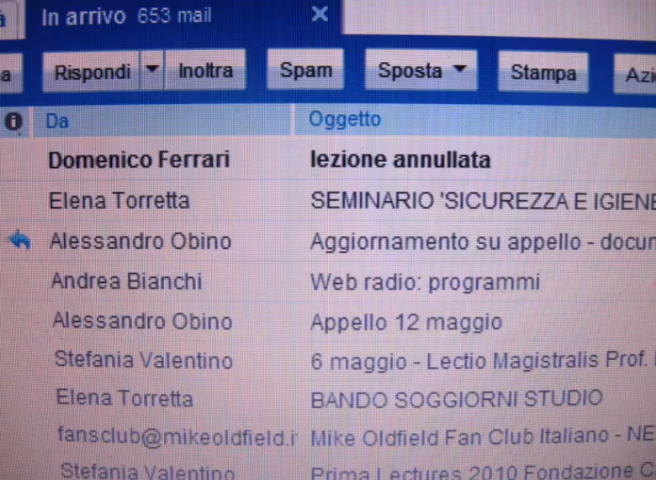 In arrivo 653 mail
Rispondi Inoltra Spam Sposta Stampa
Da Oggetto
Domenico Ferrari lezione annullata
Elena Torretta SEMINARIO 'SICUREZZA E IGIENE
Alessandro Obino Aggiornamento su appello - docum
Andrea Bianchi Web radio: programmi
Alessandro Obino Appello 12 maggio
Stefania Valentino 6 maggio - Lectio Magistralis Prof.
Elena Torretta BANDO SOGGIORNI STUDIO
fansclub@mikeoldfield.i Mike Oldfield Fan Club Italiano - NE
Stefania Valentino Prima Lectures 2010 Fondazione C